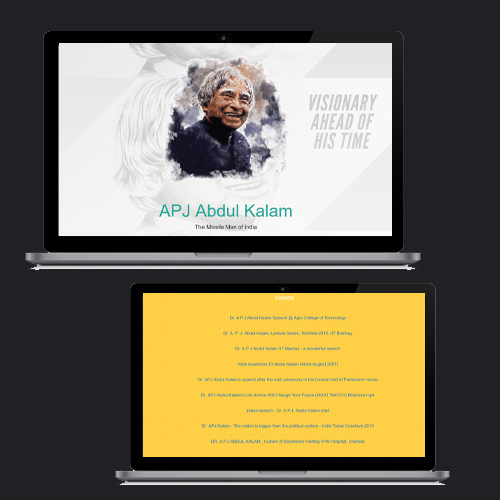 VISIONARY
AHEAD OF
HIS TIME
APJ Abdul Kalam
The Missile Man of India
Videos
Dr. A.P.J Abdul Kalam Speech @ Agni College of Technology
Dr. A. P. J. Abdul Kalam, Lecture Series, Techfest 2013, IIT Bombay
Dr. A P J Abdul Kalam IIT Madras - a wonderful speech
India Questions Dr Abdul Kalam (Aired: August 2007)
Dr. APJ Abdul Kalam's speech after the oath ceremony in the Central Hall of Parliament House
Dr. APJ Abdul Kalam's Life Advice Will Change Your Future (MUST WATCH) Motivation.mp4
Indian speech - Dr. A.P.J. Abdul Kalam.mp4
Dr. APJ Kalam - The nation is bigger than the political system - India Today Conclave
DR. A.P.J ABDUL KALAM, Culture of Excellence Visiting Hospital, Chennai